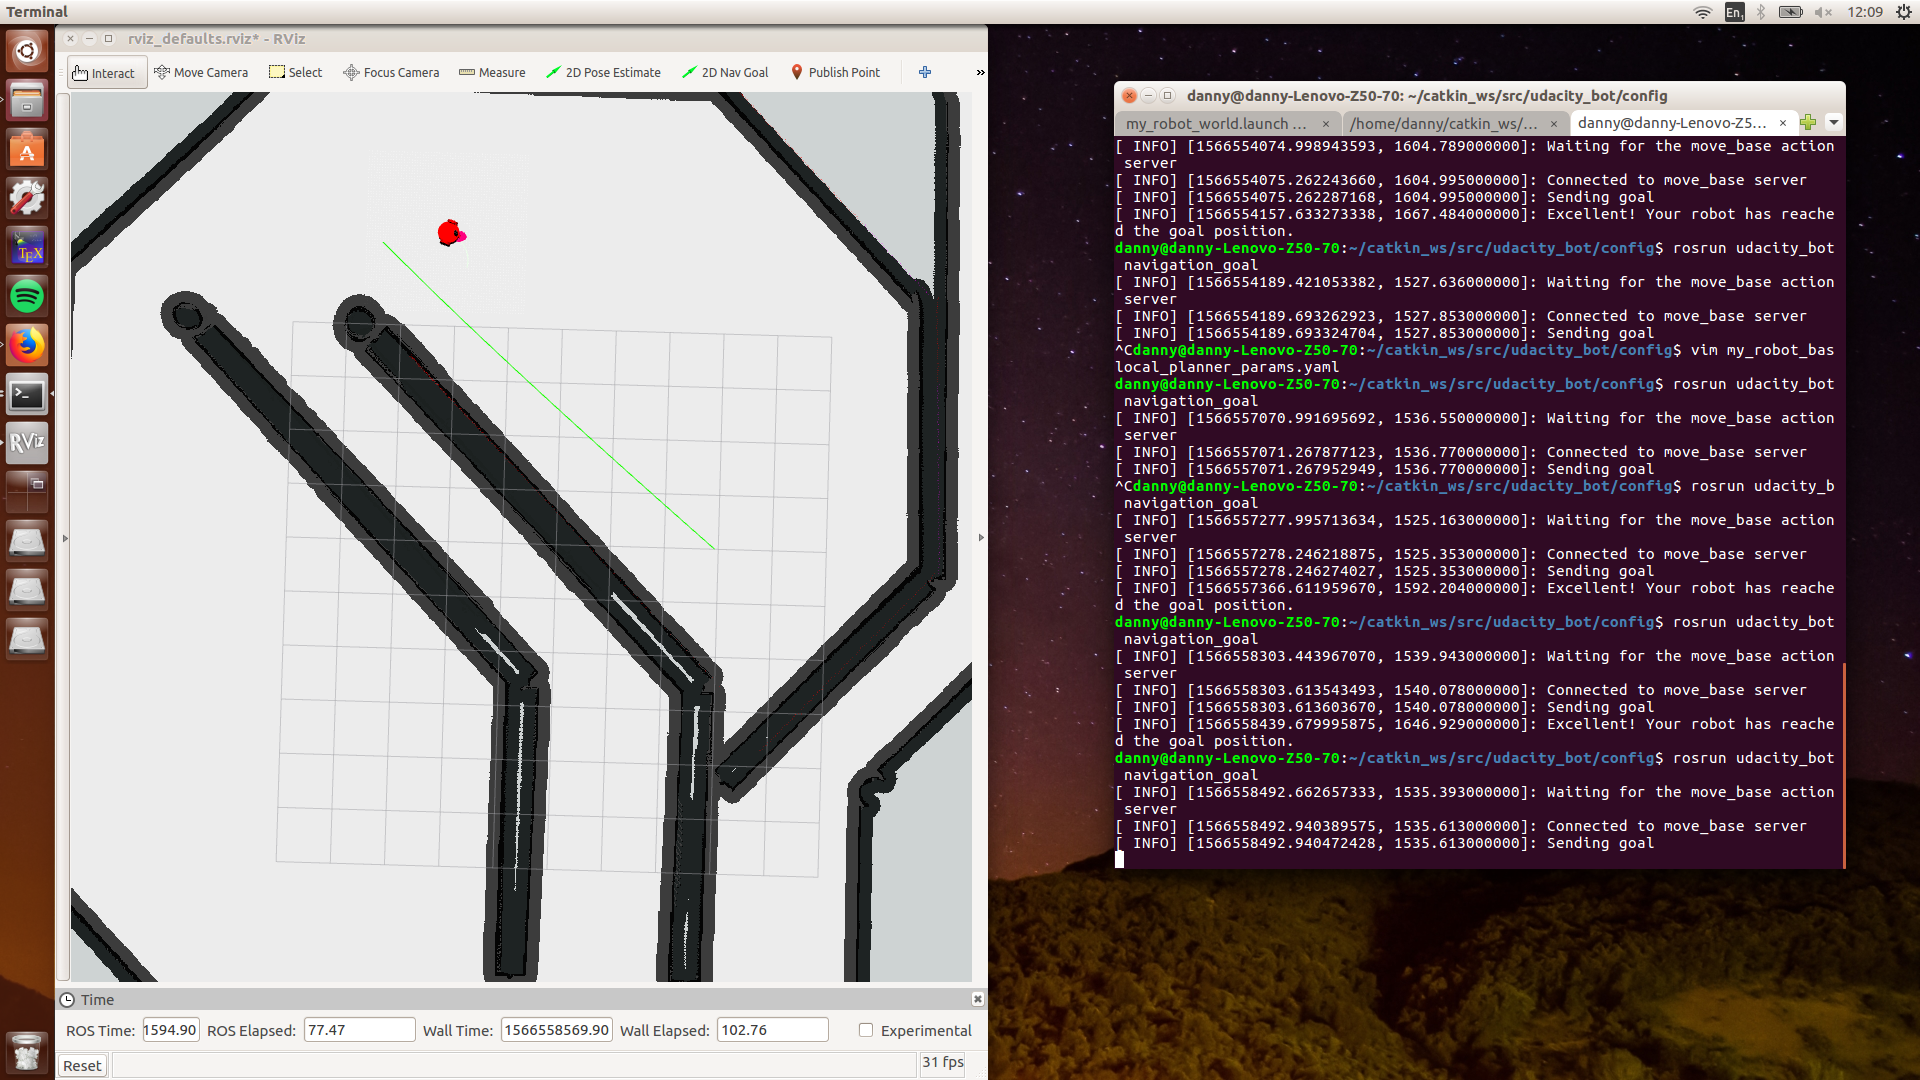 Terminal
En1
12:09
rviz_defaults.rviz* - RViz
Interact
Move Camera
Select
Focus Camera
Measure
2D Pose Estimate
2D Nav Goal
Publish Point
»
TEX
RViz
danny@danny-Lenovo-Z50-70: ~/catkin_ws/src/udacity_bot/config
my_robot_world.launch ...
/home/danny/catkin_ws/...
danny@danny-Lenovo-Z5...
[ INFO] [1566554074.998943593, 1604.789000000]: Waiting for the move_base action
 server
[ INFO] [1566554075.262243660, 1604.995000000]: Connected to move_base server
[ INFO] [1566554075.262287168, 1604.995000000]: Sending goal
[ INFO] [1566554157.633273338, 1667.484000000]: Excellent! Your robot has reache
d the goal position.
danny@danny-Lenovo-Z50-70:~/catkin_ws/src/udacity_bot/config$ rosrun udacity_bot
 navigation_goal
[ INFO] [1566554189.421053382, 1527.636000000]: Waiting for the move_base action
 server
[ INFO] [1566554189.693262923, 1527.853000000]: Connected to move_base server
[ INFO] [1566554189.693324704, 1527.853000000]: Sending goal
^Cdanny@danny-Lenovo-Z50-70:~/catkin_ws/src/udacity_bot/config$ vim my_robot_bas
local_planner_params.yaml
danny@danny-Lenovo-Z50-70:~/catkin_ws/src/udacity_bot/config$ rosrun udacity_bot
 navigation_goal
[ INFO] [1566557070.991695692, 1536.550000000]: Waiting for the move_base action
 server
[ INFO] [1566557071.267877123, 1536.770000000]: Connected to move_base server
[ INFO] [1566557071.267952949, 1536.770000000]: Sending goal
^Cdanny@danny-Lenovo-Z50-70:~/catkin_ws/src/udacity_bot/config$ rosrun udacity_b
 navigation_goal
[ INFO] [1566557277.995713634, 1525.163000000]: Waiting for the move_base action
 server
[ INFO] [1566557278.246218875, 1525.353000000]: Connected to move_base server
[ INFO] [1566557278.246274027, 1525.353000000]: Sending goal
[ INFO] [1566557366.611959670, 1592.204000000]: Excellent! Your robot has reache
d the goal position.
danny@danny-Lenovo-Z50-70:~/catkin_ws/src/udacity_bot/config$ rosrun udacity_bot
 navigation_goal
[ INFO] [1566558303.443967070, 1539.943000000]: Waiting for the move_base action
 server
[ INFO] [1566558303.613543493, 1540.078000000]: Connected to move_base server
[ INFO] [1566558303.613603670, 1540.078000000]: Sending goal
[ INFO] [1566558439.679995875, 1646.929000000]: Excellent! Your robot has reache
d the goal position.
danny@danny-Lenovo-Z50-70:~/catkin_ws/src/udacity_bot/config$ rosrun udacity_bot
 navigation_goal
[ INFO] [1566558492.662657333, 1535.393000000]: Waiting for the move_base action
 server
[ INFO] [1566558492.940389575, 1535.613000000]: Connected to move_base server
[ INFO] [1566558492.940472428, 1535.613000000]: Sending goal
Time
ROS Time: 1594.90 ROS Elapsed: 77.47 Wall Time: 1566558569.90 Wall Elapsed: 102.76 Experimental
Reset
31 fps